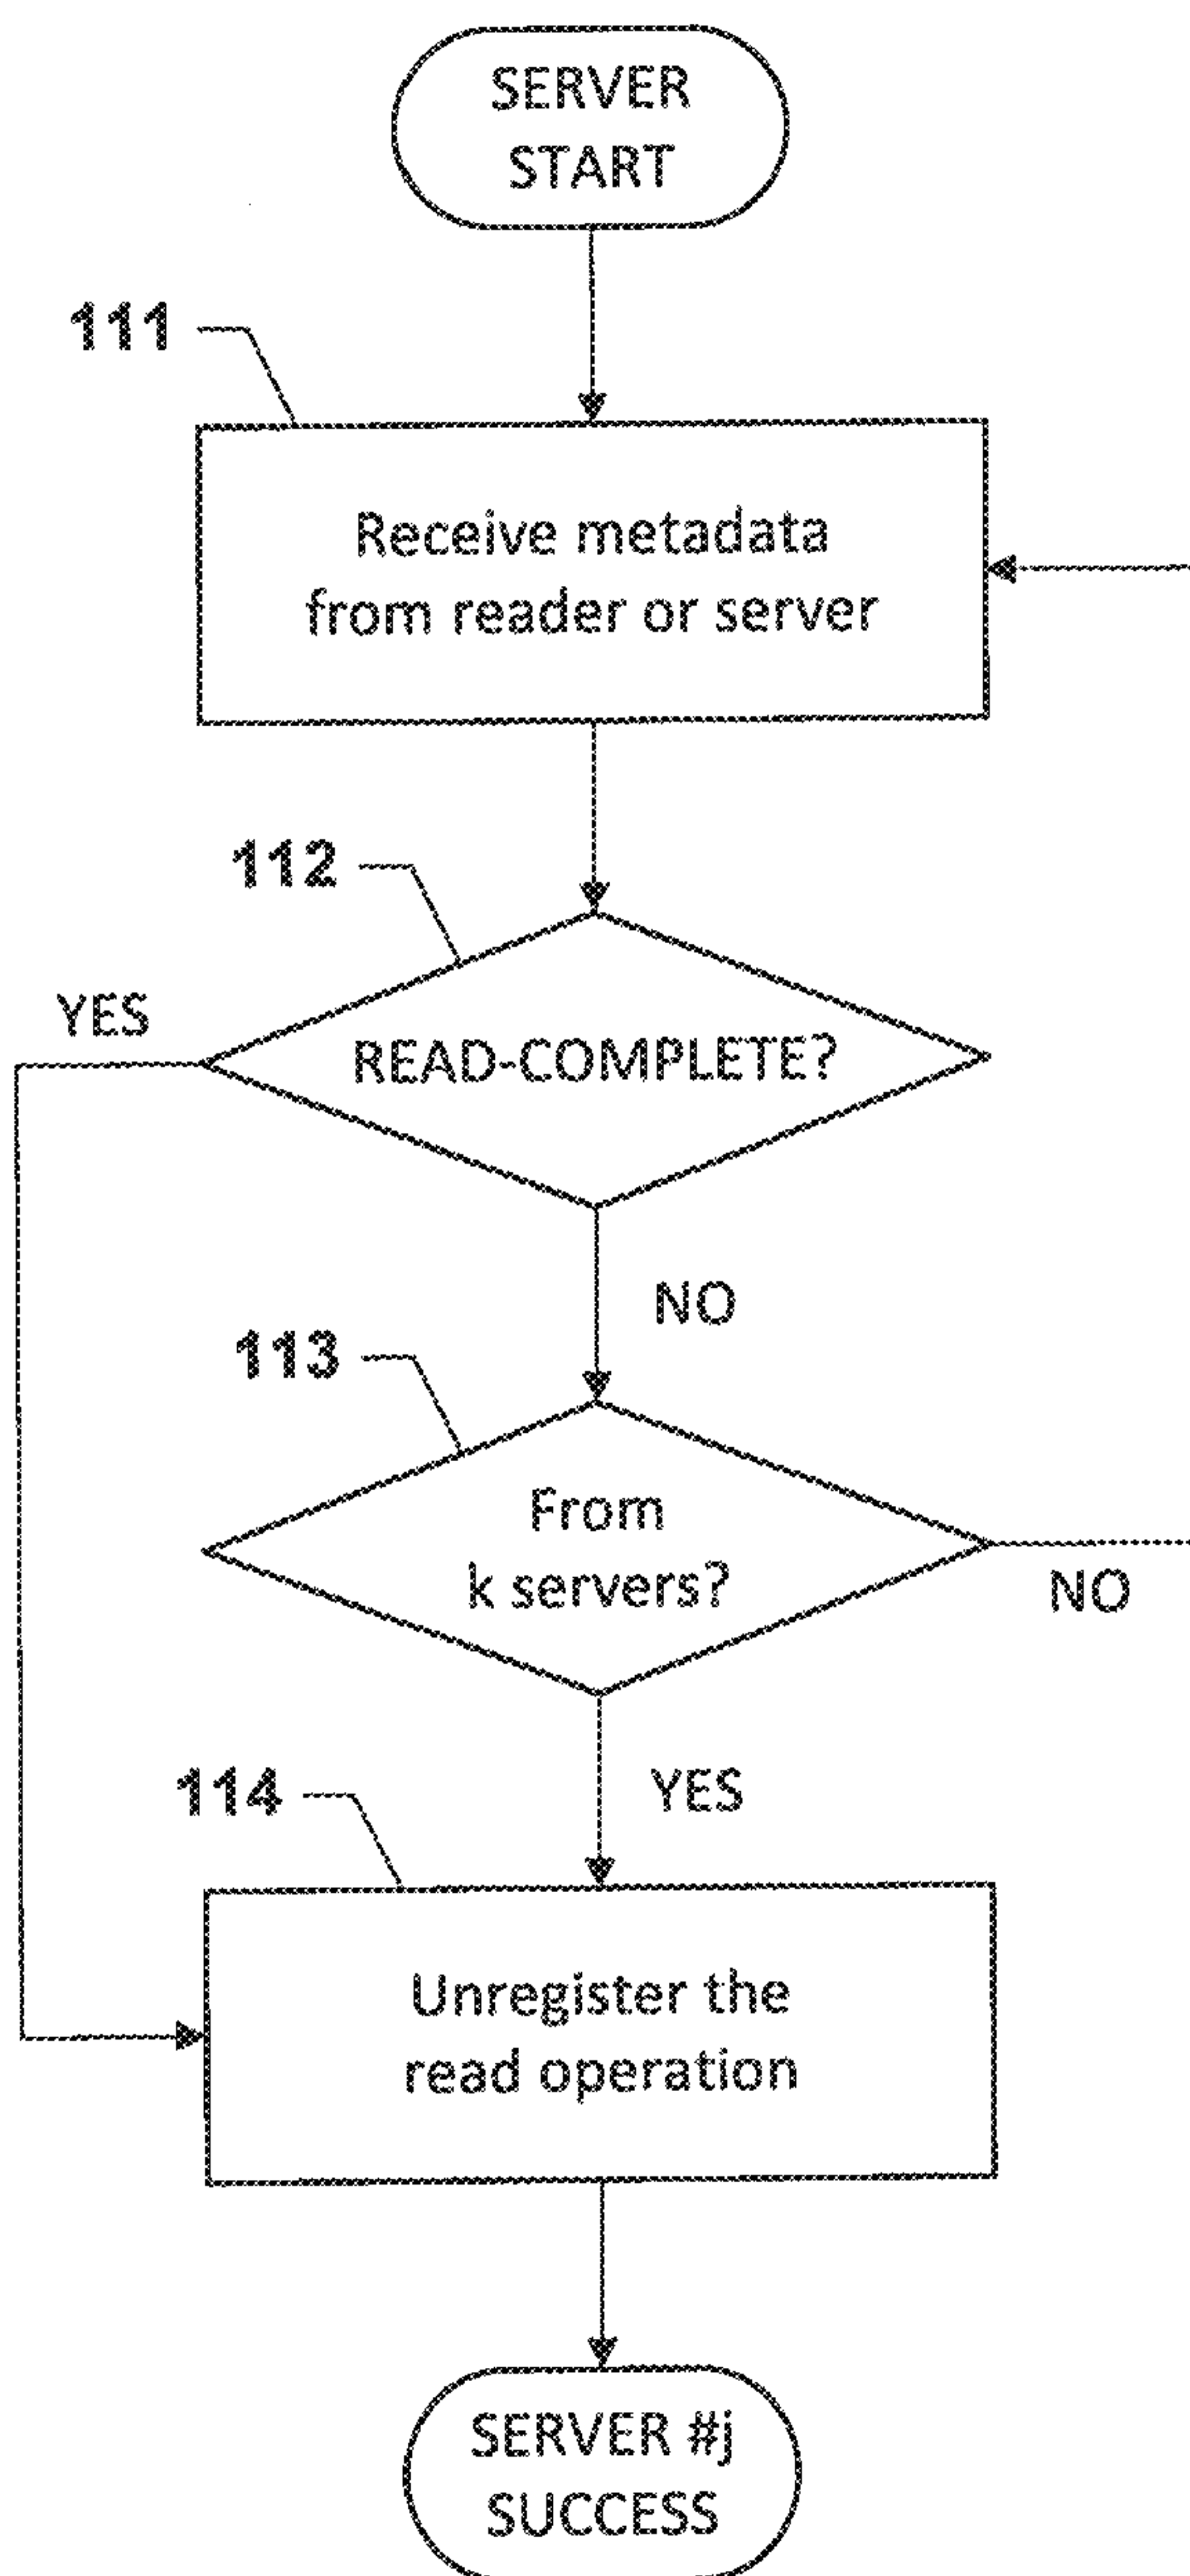 SERVER
START
111
Receive metadata
from reader or server
112
YES
READ-COMPLETE?
NO
113
From
k servers?
NO
114
YES
Unregister the
read operation
SERVER #j
SUCCESS